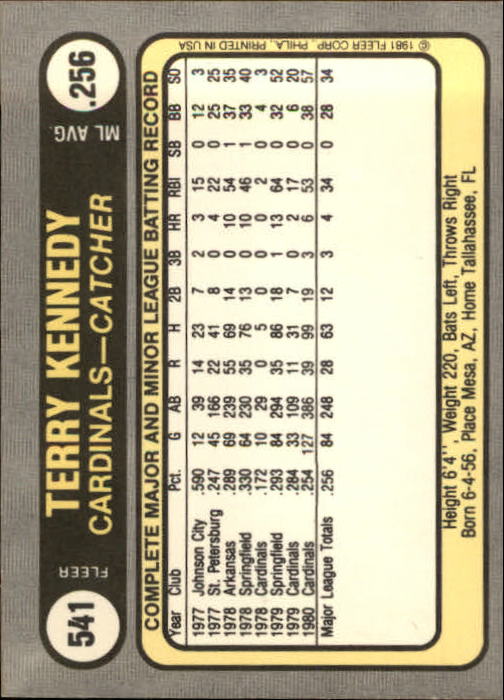 541
FLEER
TERRY KENNEDY
CARDINALS—CATCHER
ML AVG.
.256
COMPLETE MAJOR AND MINOR LEAGUE BATTING RECORD
Year Club Pct. G AB R H 2B 3B HR RBI SB BB SO
1977 Johnson City .590 12 39 14 23 7 2 3 15 0 12 3
1977 St. Petersburg .247 45 166 22 41 8 0 4 22 0 25 25
1978 Arkansas .289 69 239 55 69 14 0 10 54 1 37 35
1978 Springfield .330 64 230 35 76 13 0 10 46 1 33 40
1978 Cardinals .172 10 29 0 5 0 0 0 2 0 4 3
1979 Springfield .293 84 294 35 86 18 1 13 64 0 32 52
1979 Cardinals .284 33 109 11 31 7 0 2 17 0 6 20
1980 Cardinals .254 127 386 39 99 19 3 6 53 0 38 57
Major League Totals .256 84 248 28 63 12 3 4 34 0 28 34
Height 6'4", Weight 220, Bats Left, Throws Right
Born 6-4-56, Place Mesa, AZ, Home Tallahassee, FL
© 1981 FLEER CORP., PHILA., PRINTED IN USA